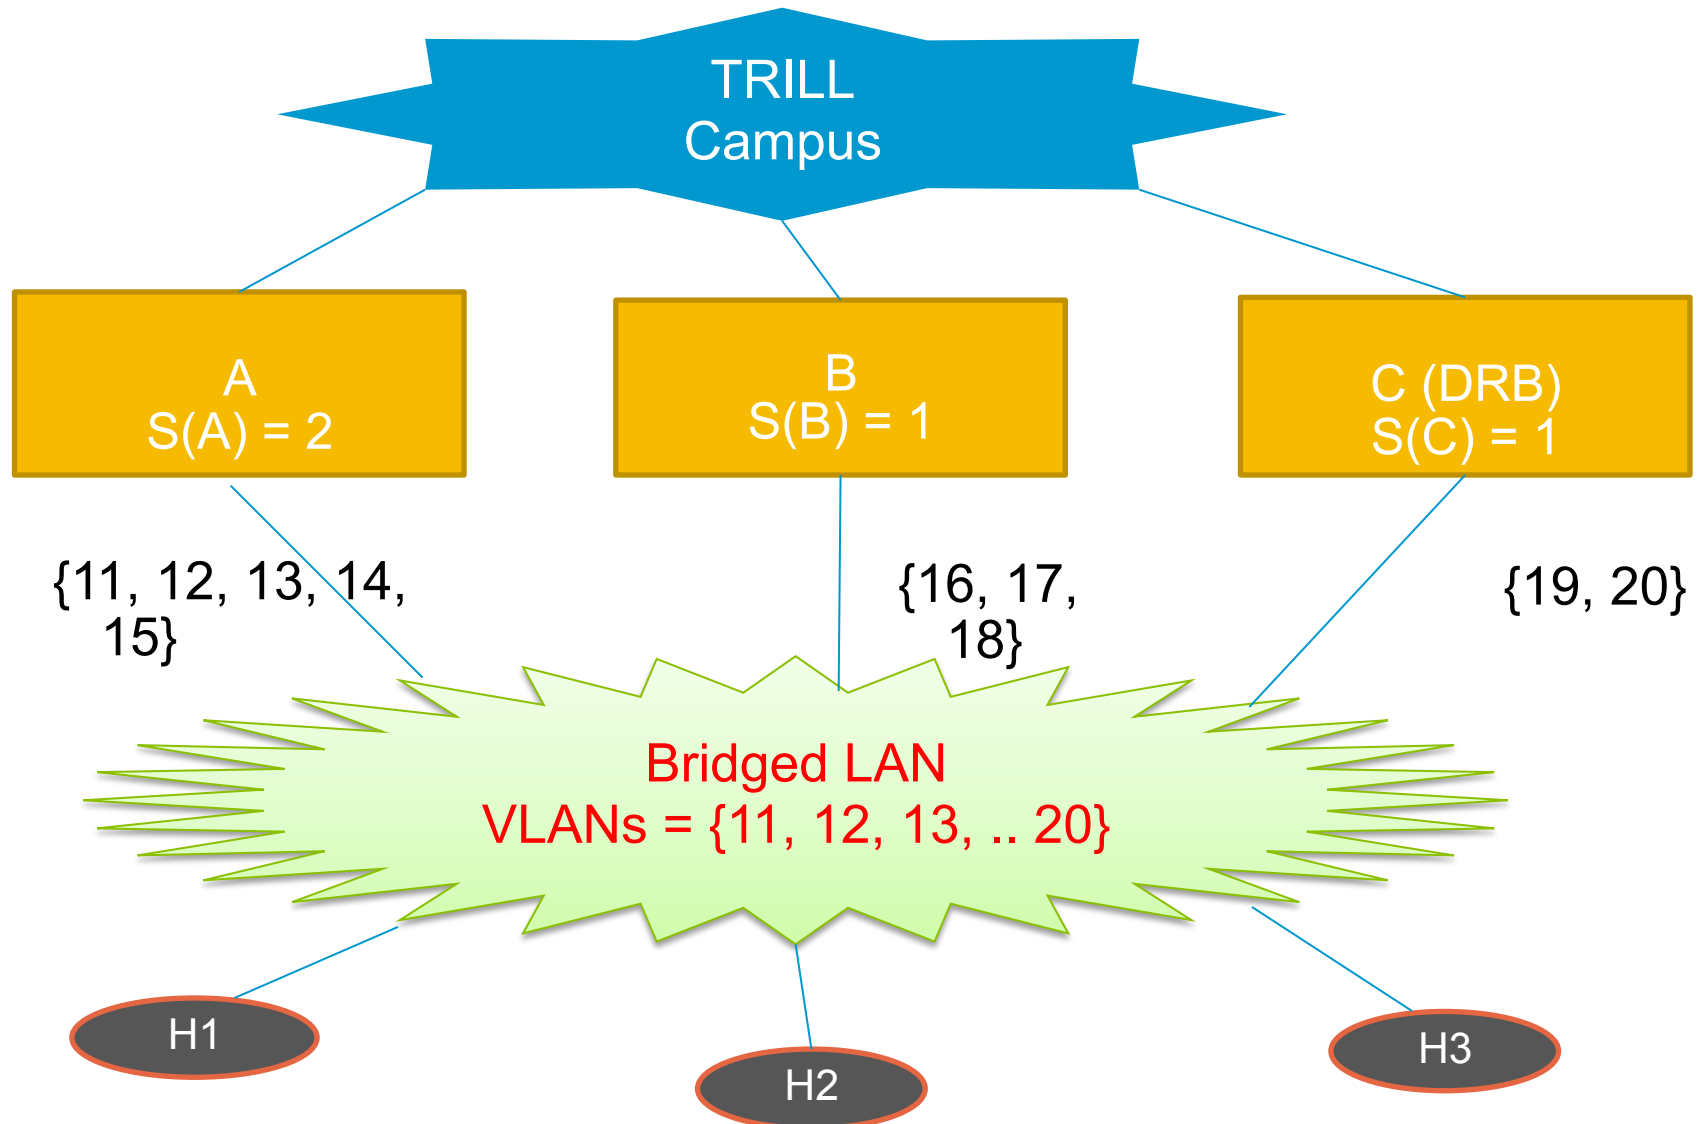 TRILL
Campus
A
S(A) = 2
B
S(B) = 1
C (DRB)
S(C) = 1
{11, 12, 13, 14,
15}
{16, 17,
18}
{19, 20}
Bridged LAN
VLANs = {11, 12, 13, .. 20}
H1
H2
H3